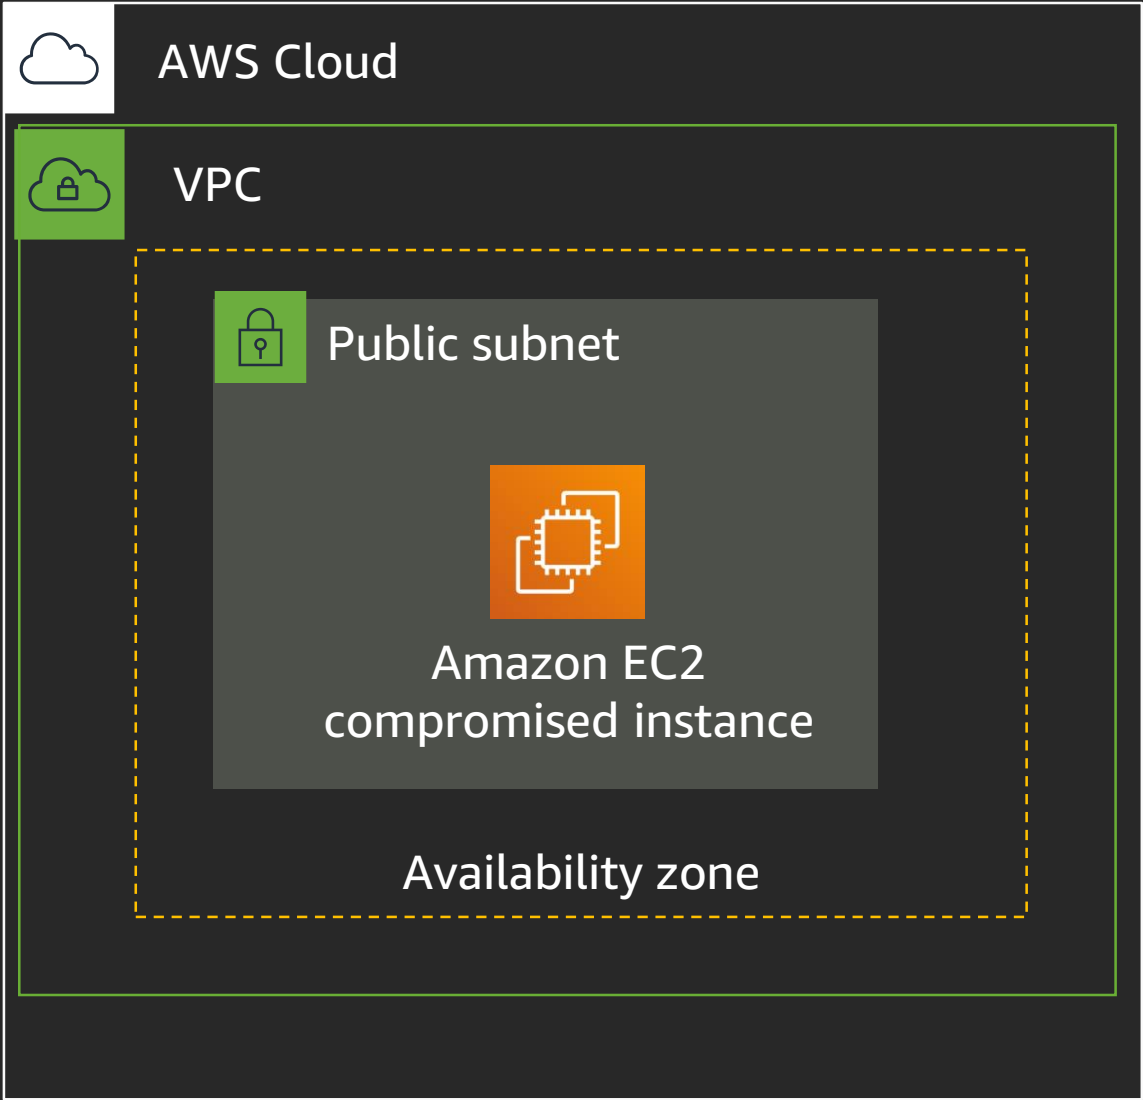 AWS Cloud
VPC
Public subnet
Amazon EC2
compromised instance
Availability zone